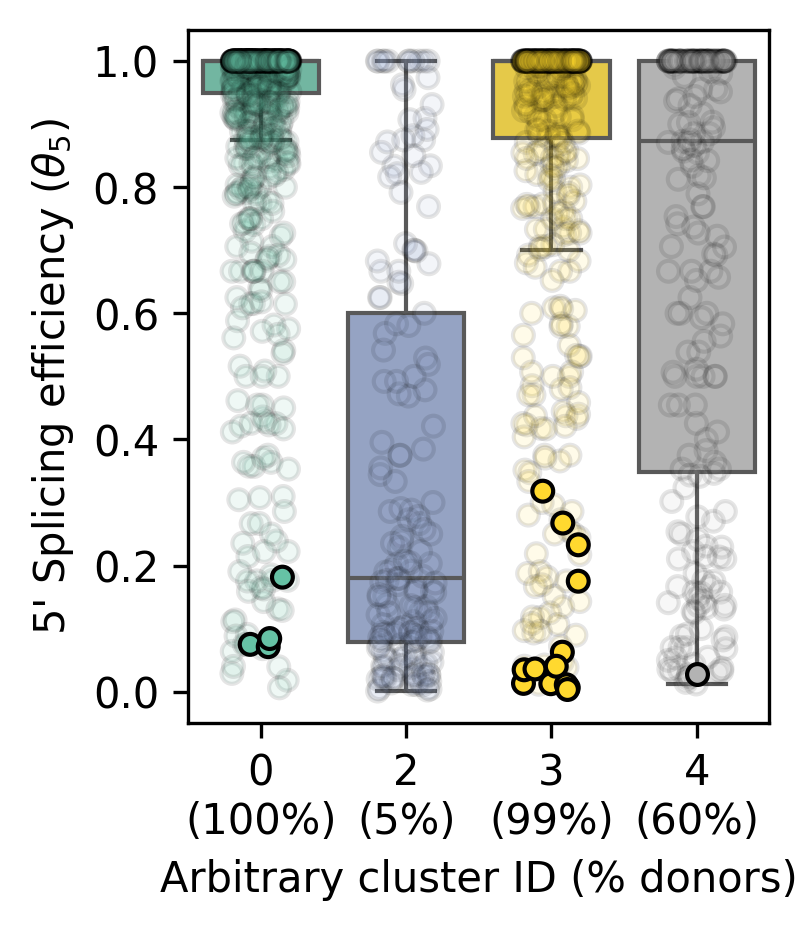 5' Splicing efficiency (θ₅)
1.0
0.8
0.6
0.4
0.2
0.0
0 2 3 4
(100%) (5%) (99%) (60%)
Arbitrary cluster ID (% donors)